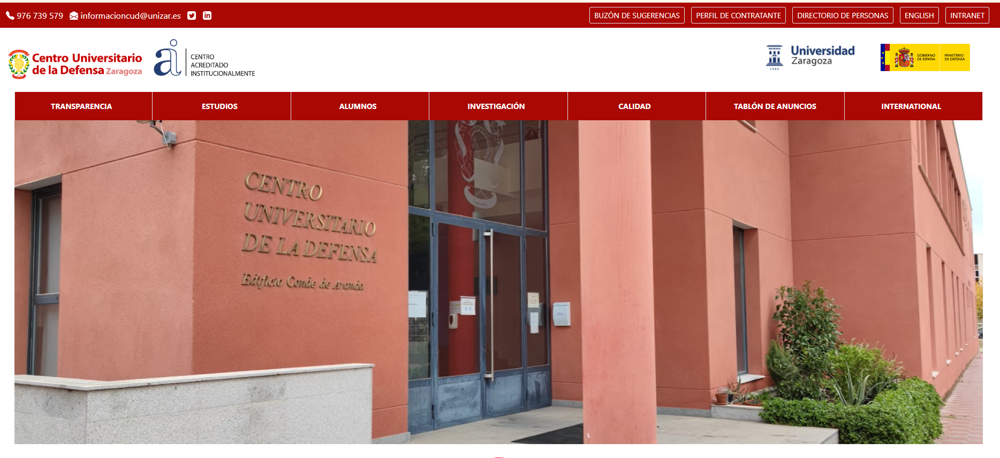 976 739 579 informacioncud@unizar.es
BUZÓN DE SUGERENCIAS PERFIL DE CONTRATANTE DIRECTORIO DE PERSONAS ENGLISH INTRANET
Centro Universitario
de la Defensa Zaragoza
CENTRO
ACREDITADO
INSTITUCIONALMENTE
Universidad
Zaragoza
1542
GOBIERNO
DE ESPAÑA
MINISTERIO
DE DEFENSA
TRANSPARENCIA ESTUDIOS ALUMNOS INVESTIGACIÓN CALIDAD TABLÓN DE ANUNCIOS INTERNATIONAL
CENTRO
UNIVERSITARIO
DE LA DEFENSA
Edificio Conde de Aranda